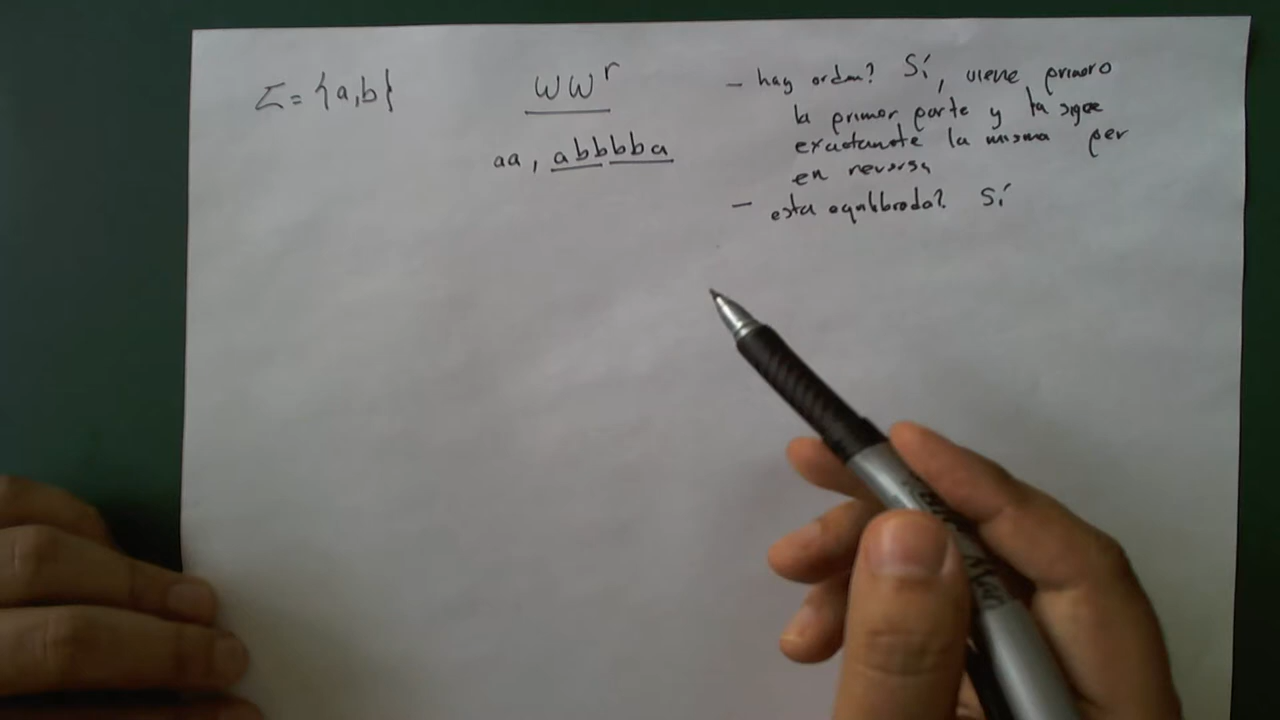 Σ = {a,b}
ww^r
aa, abbbba
- hay orden? Sí, viene primero
la primer parte y la sigue
exactamente la misma per
en reversa
- esta equilibrado? Sí